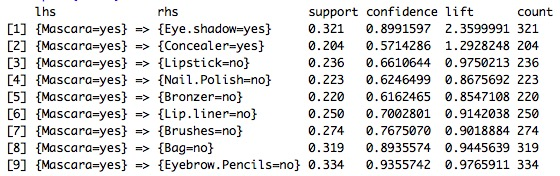 lhs rhs support confidence lift count
[1] {Mascara=yes} => {Eye.shadow=yes} 0.321 0.8991597 2.3599991 321
[2] {Mascara=yes} => {Concealer=yes} 0.204 0.5714286 1.2928248 204
[3] {Mascara=yes} => {Lipstick=no} 0.236 0.6610644 0.9750213 236
[4] {Mascara=yes} => {Nail.Polish=no} 0.223 0.6246499 0.8675692 223
[5] {Mascara=yes} => {Bronzer=no} 0.220 0.6162465 0.8547108 220
[6] {Mascara=yes} => {Lip.liner=no} 0.250 0.7002801 0.9142038 250
[7] {Mascara=yes} => {Brushes=no} 0.274 0.7675070 0.9018884 274
[8] {Mascara=yes} => {Bag=no} 0.319 0.8935574 0.9445639 319
[9] {Mascara=yes} => {Eyebrow.Pencils=no} 0.334 0.9355742 0.9765911 334